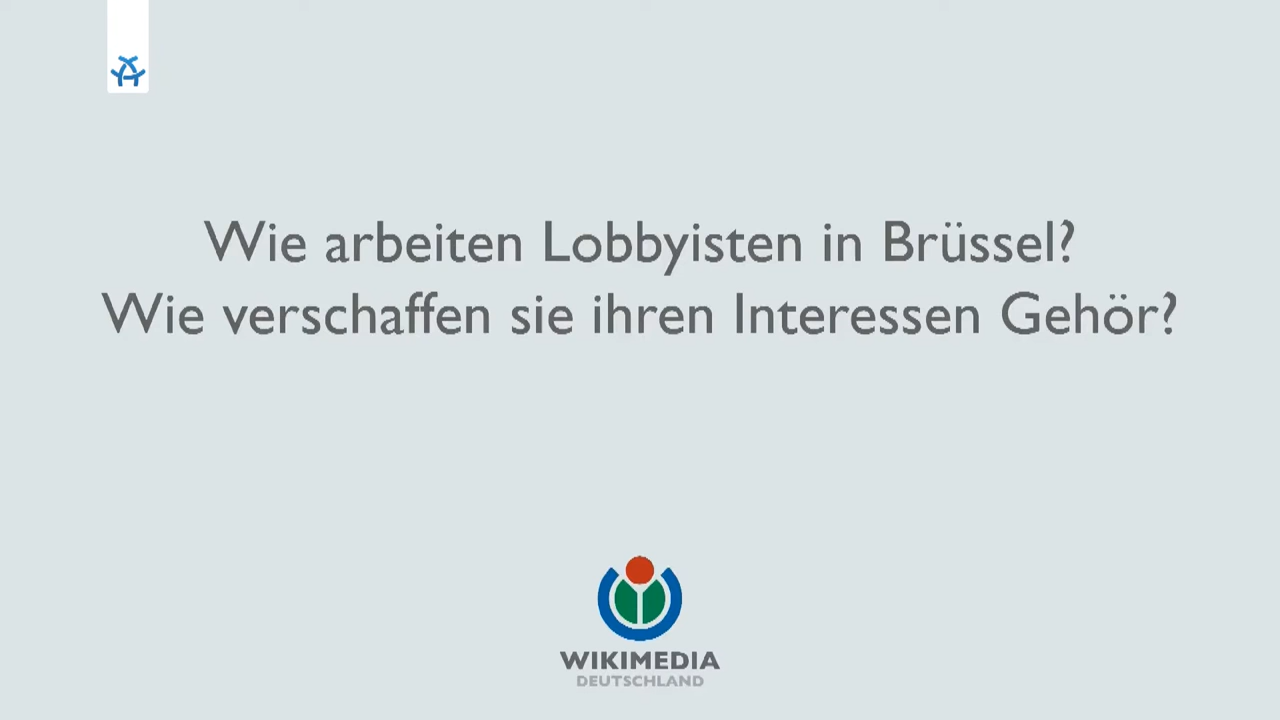 Wie arbeiten Lobbyisten in Brüssel?
Wie verschaffen sie ihren Interessen Gehör?
WIKIMEDIA
DEUTSCHLAND